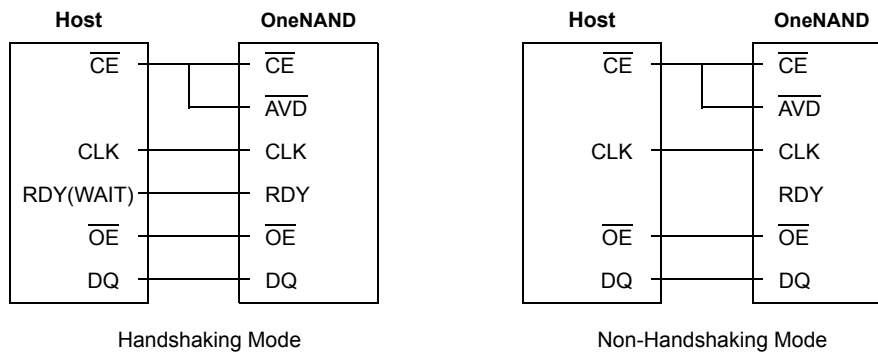 Host OneNAND
CE CE
AVD
CLK CLK
RDY(WAIT) RDY
OE OE
DQ DQ
Handshaking Mode
Host OneNAND
CE CE
AVD
CLK CLK
RDY
OE OE
DQ DQ
Non-Handshaking Mode